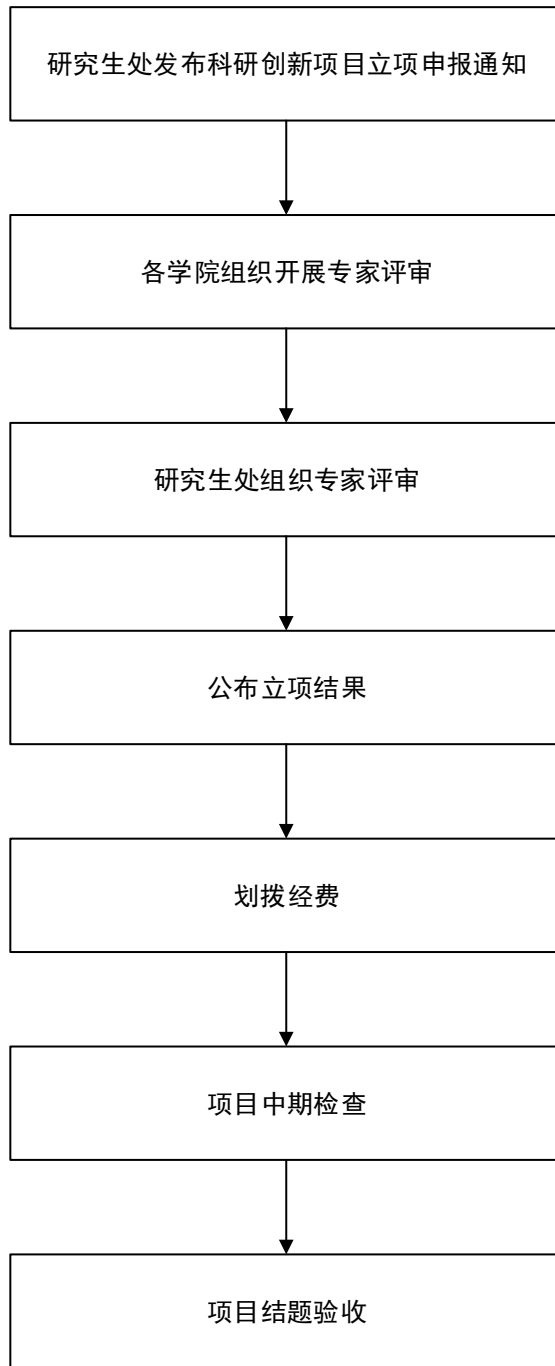 研究生处发布科研创新项目立项申报通知
各学院组织开展专家评审
研究生处组织专家评审
公布立项结果
划拨经费
项目中期检查
项目结题验收